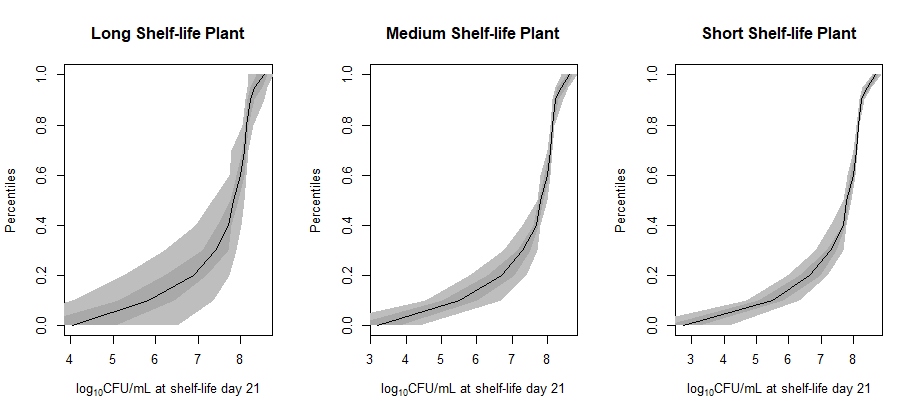 Long Shelf-life Plant
Medium Shelf-life Plant
Short Shelf-life Plant
Percentiles
0.0 0.2 0.4 0.6 0.8 1.0
4 5 6 7 8
log10CFU/mL at shelf-life day 21
Percentiles
0.0 0.2 0.4 0.6 0.8 1.0
3 4 5 6 7 8
log10CFU/mL at shelf-life day 21
Percentiles
0.0 0.2 0.4 0.6 0.8 1.0
3 4 5 6 7 8
log10CFU/mL at shelf-life day 21